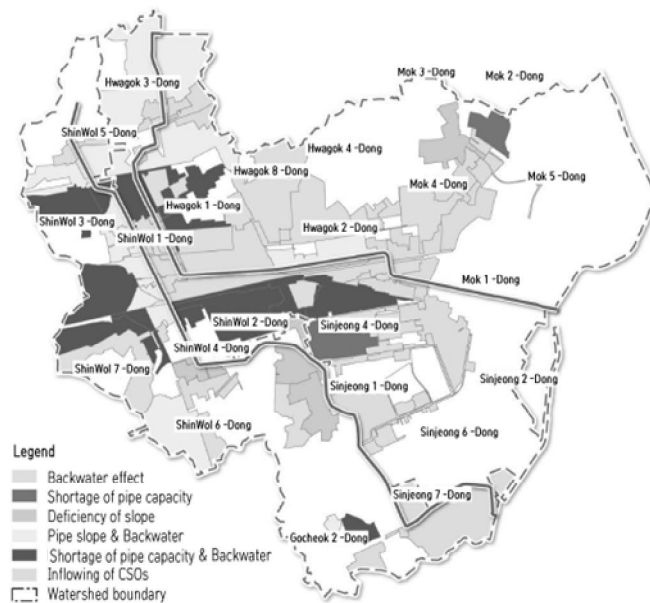 Mok 3 -Dong
Mok 2 -Dong
Hwagok 3 -Dong
ShinWol 5 -Dong
Hwagok 4 -Dong
Hwagok 8 -Dong
Mok 4 -Dong
Mok 5 -Dong
Hwagok 1 -Dong
ShinWol 3 -Dong
Hwagok 2 -Dong
ShinWol 1 -Dong
Mok 1 -Dong
ShinWol 2 -Dong
Sinjeong 4 -Dong
ShinWol 4 -Dong
ShinWol 7 -Dong
Sinjeong 2 -Dong
Sinjeong 1 -Dong
ShinWol 6 -Dong
Sinjeong 6 -Dong
Sinjeong 7 -Dong
Gocheok 2 -Dong
Legend
Backwater effect
Shortage of pipe capacity
Deficiency of slope
Pipe slope & Backwater
Shortage of pipe capacity & Backwater
Inflowing of CSOs
Watershed boundary